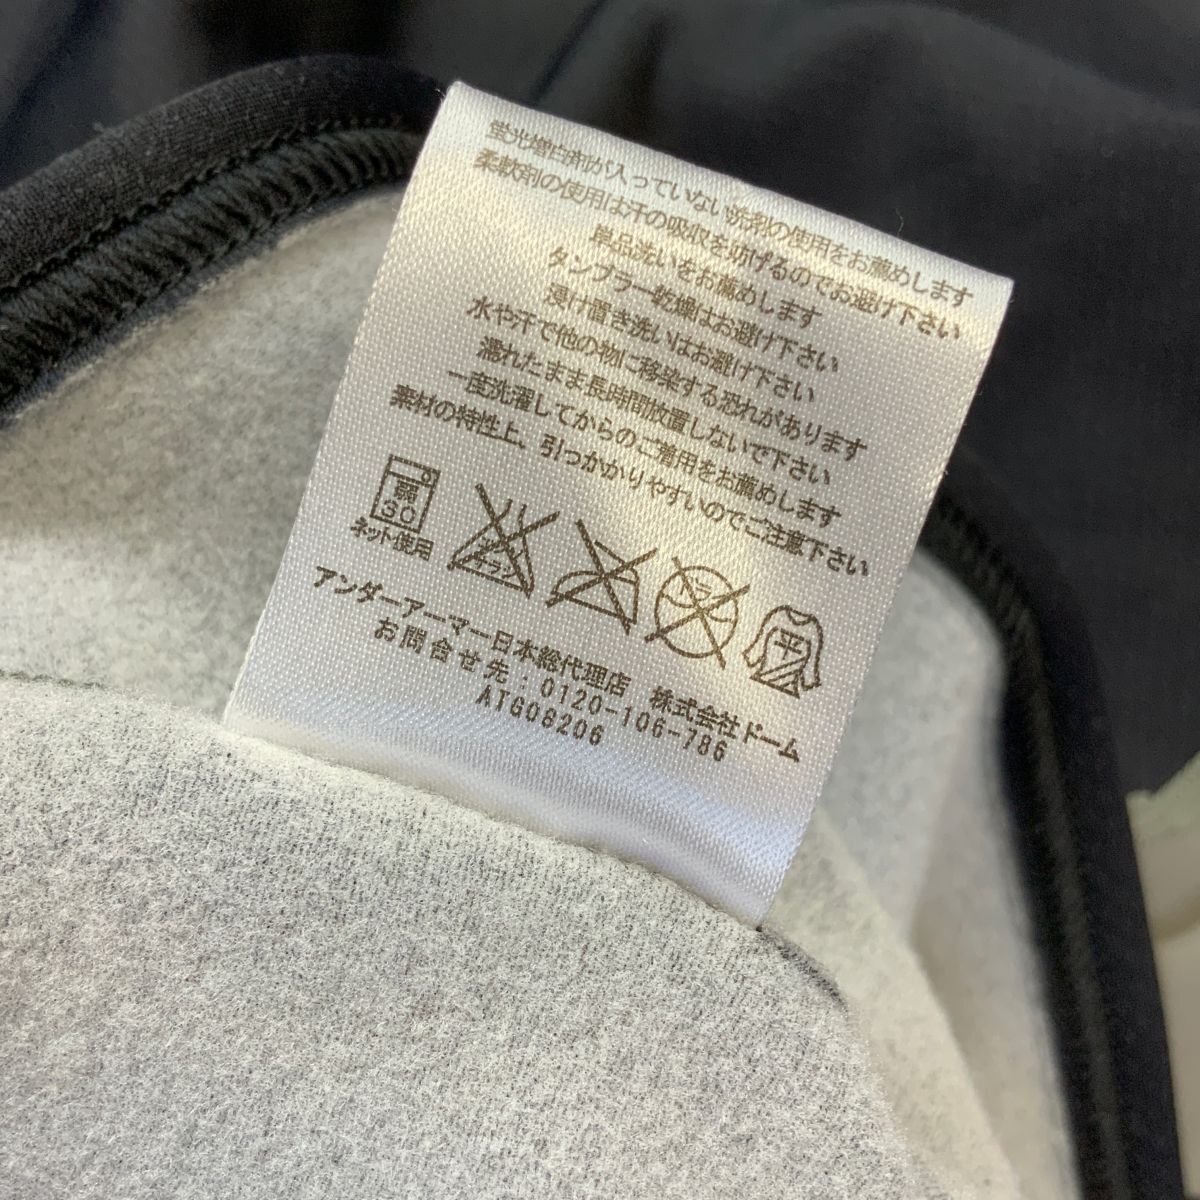 蛍光増白剤が入っていない洗剤の使用をお薦めします
柔軟剤の使用は汗の吸収を妨げるのでお避け下さい
単品洗いをお薦めします
タンブラー乾燥はお避け下さい
浸け置き洗いはお避け下さい
水や汗で他の物に移染する恐れがあります
濡れたまま長時間放置しないで下さい
一度洗濯してからのご着用をお薦めします
素材の特性上、引っかかりやすいのでご注意下さい
弱
30
ネット使用
エンソサラシ
ドライ
平
アンダーアーマー日本総代理店 株式会社ドーム
お問合せ先:0120-106-786
ATG08206